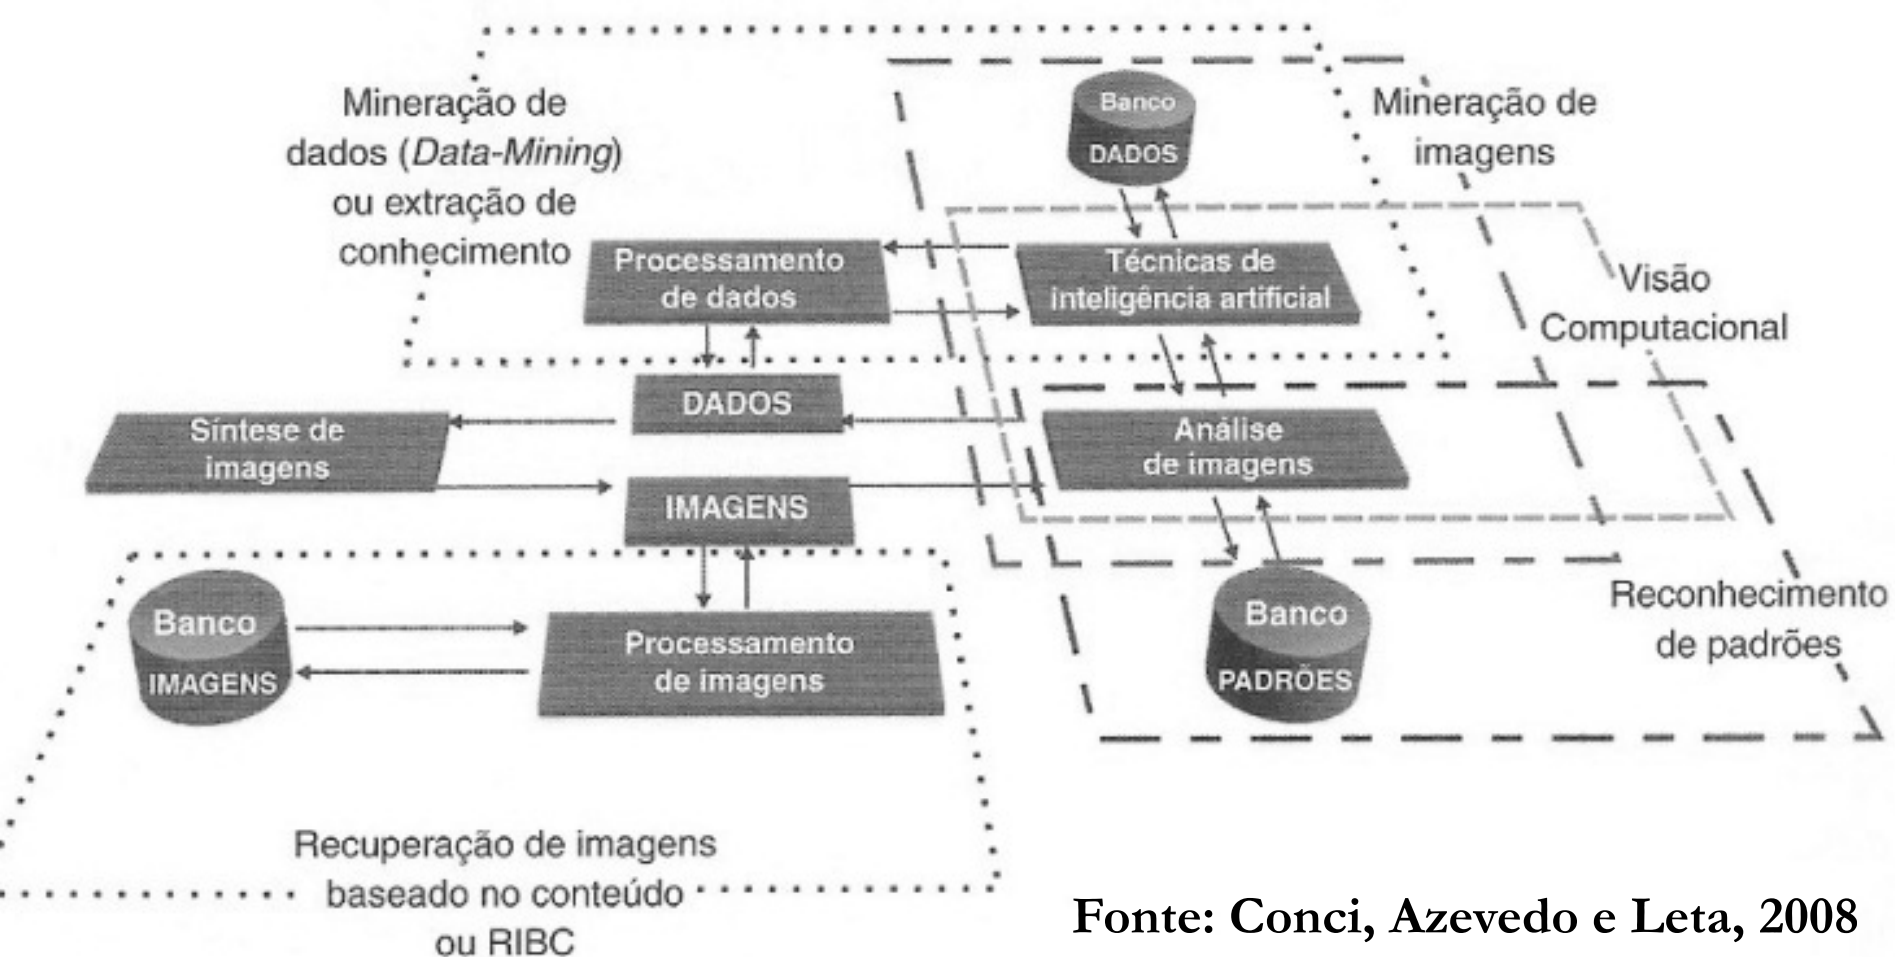 Mineração de
dados (Data-Mining)
ou extração de
conhecimento
Banco
DADOS
Mineração de
imagens
Processamento
de dados
Técnicas de
inteligência artificial
Visão
Computacional
DADOS
Síntese de
imagens
Análise
de imagens
IMAGENS
Banco
IMAGENS
Processamento
de imagens
Banco
PADRÕES
Reconhecimento
de padrões
Recuperação de imagens
baseado no conteúdo
ou RIBC
Fonte: Conci, Azevedo e Leta, 2008